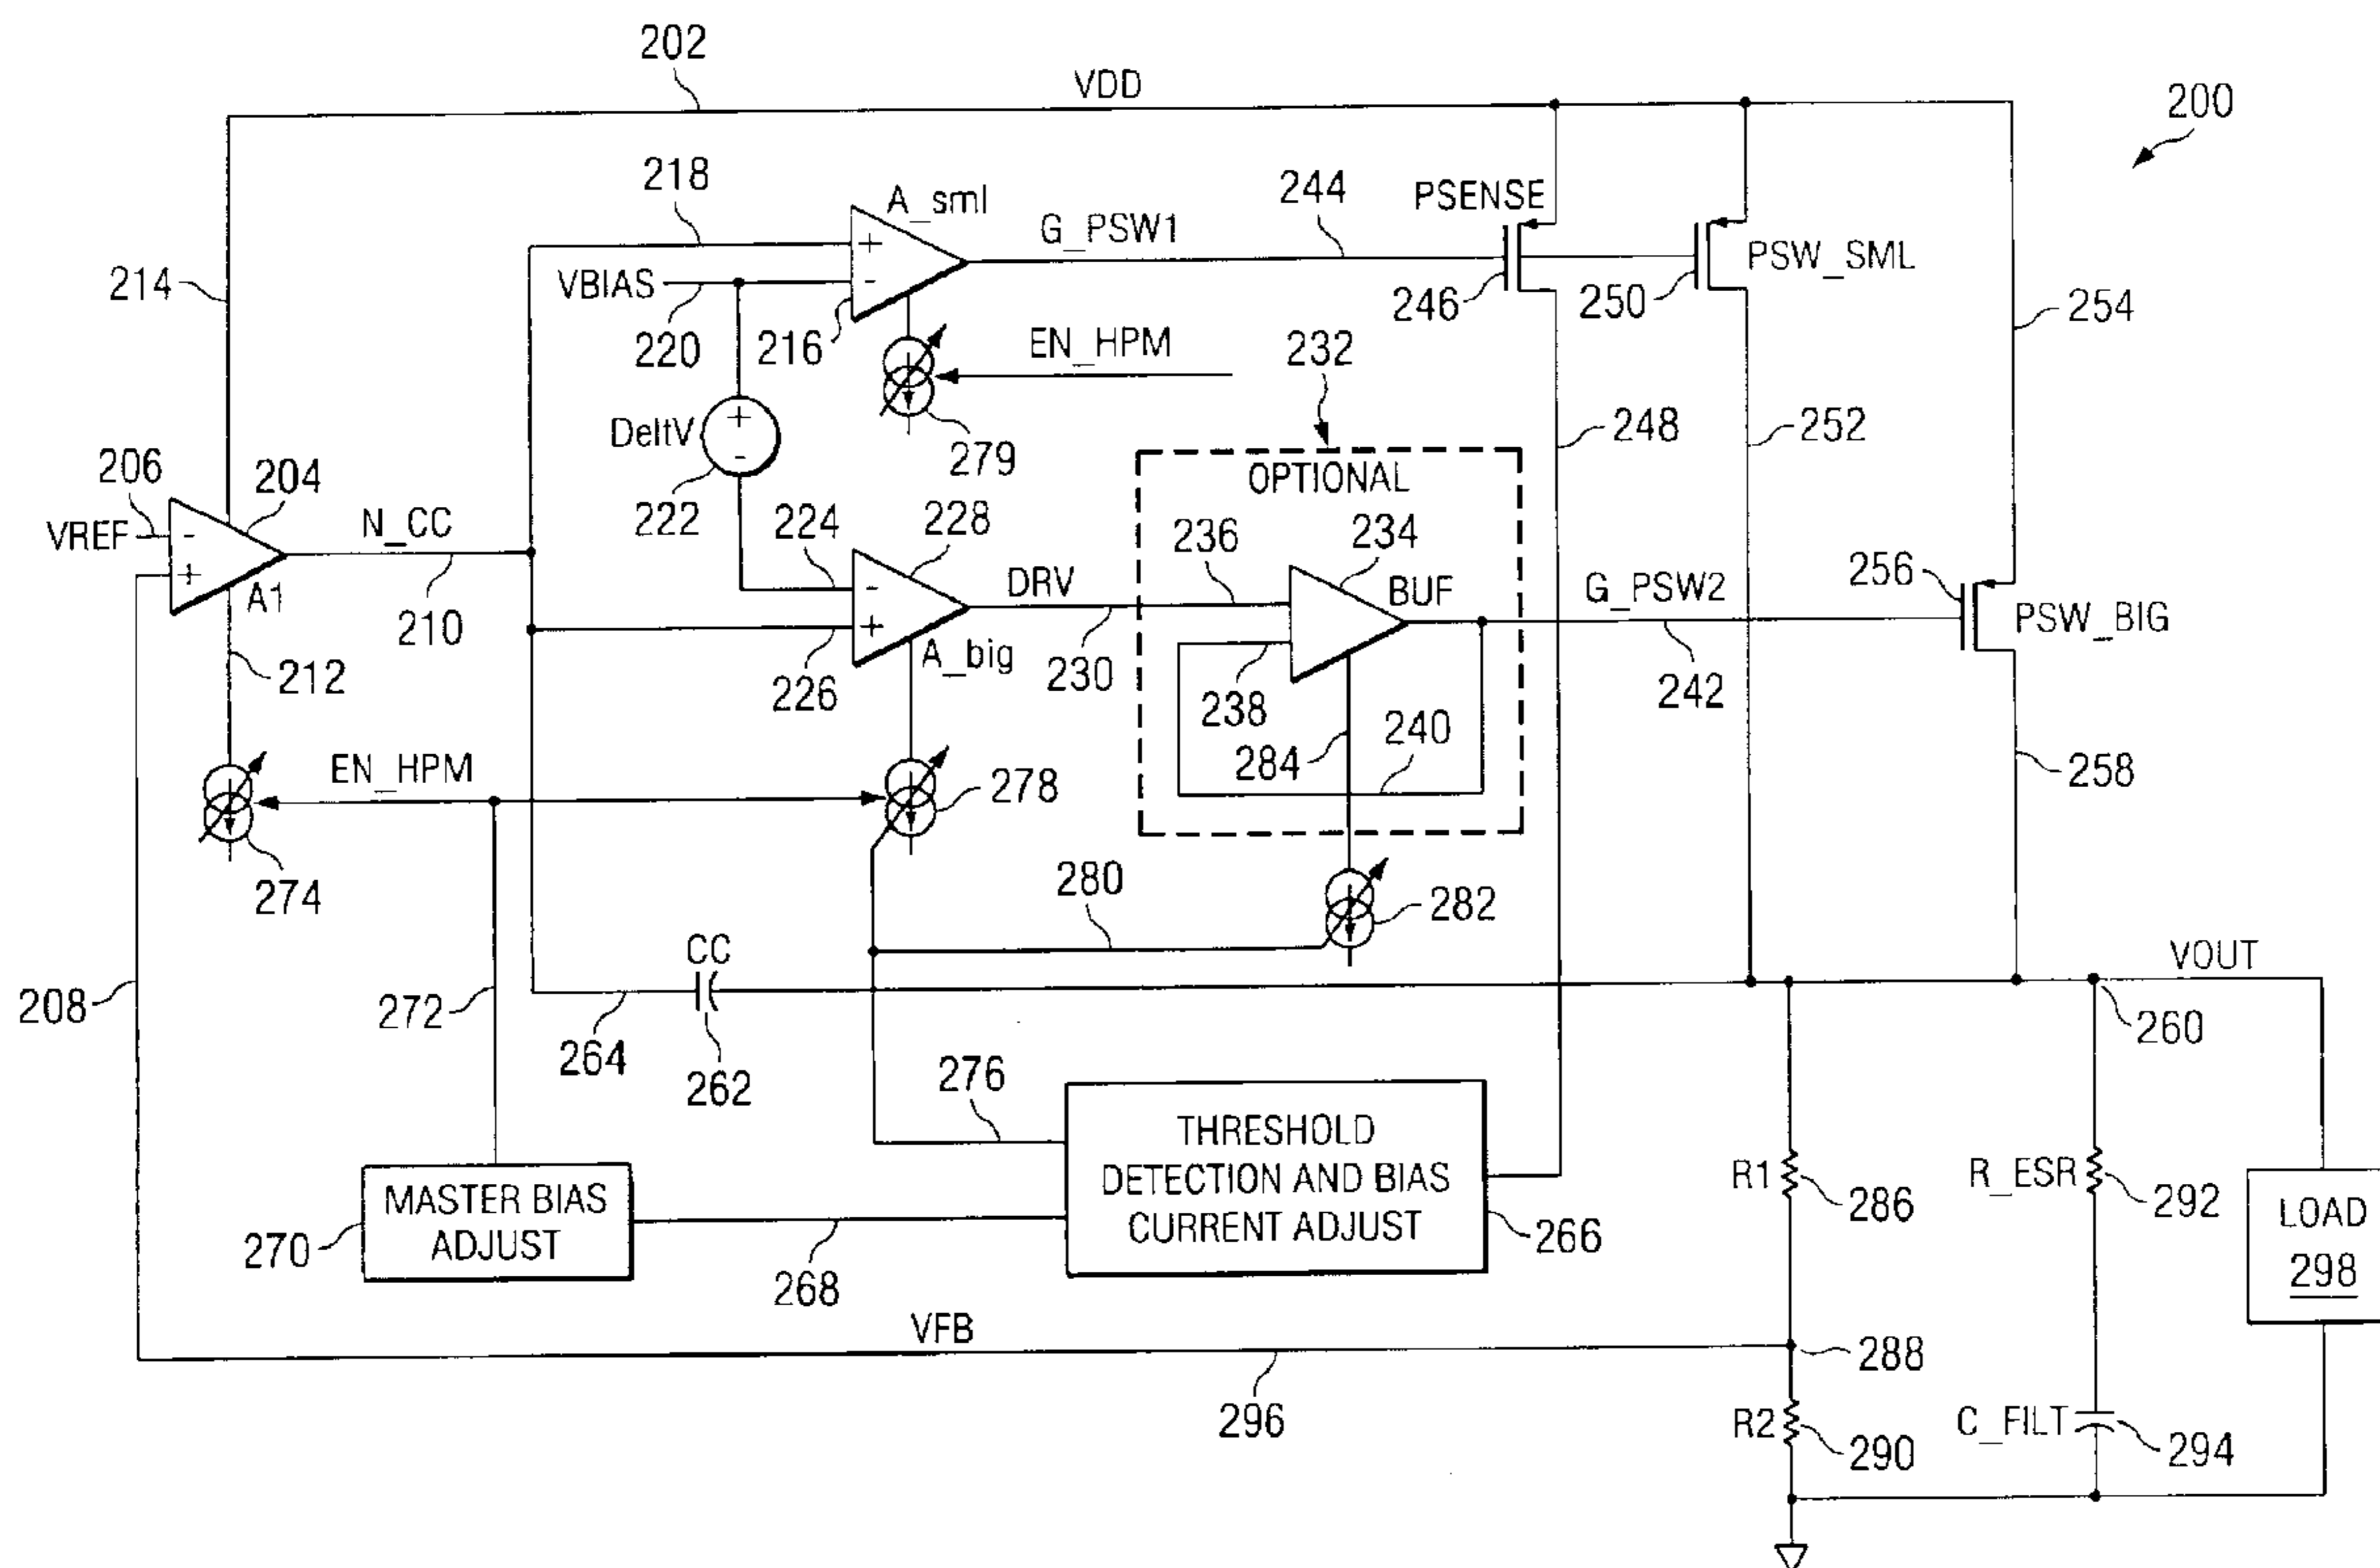 202
VDD
200
218
A_sml
G_PSW1
244
PSENSE
PSW_SML
214
VBIAS
+
-
220
216
246
250
254
EN_HPM
232
DeltV
+
-
222
279
248
252
OPTIONAL
206
204
VREF
-
+
A1
N_CC
210
224
228
-
+
A_big
226
DRV
230
236
234
BUF
238
G_PSW2
242
256
PSW_BIG
212
240
284
EN_HPM
274
278
258
280
282
208
272
CC
264
262
VOUT
260
276
THRESHOLD
DETECTION AND BIAS
CURRENT ADJUST
266
MASTER BIAS
ADJUST
270
268
R1
286
R_ESR
292
LOAD
298
VFB
296
288
R2
290
C_FILT
294